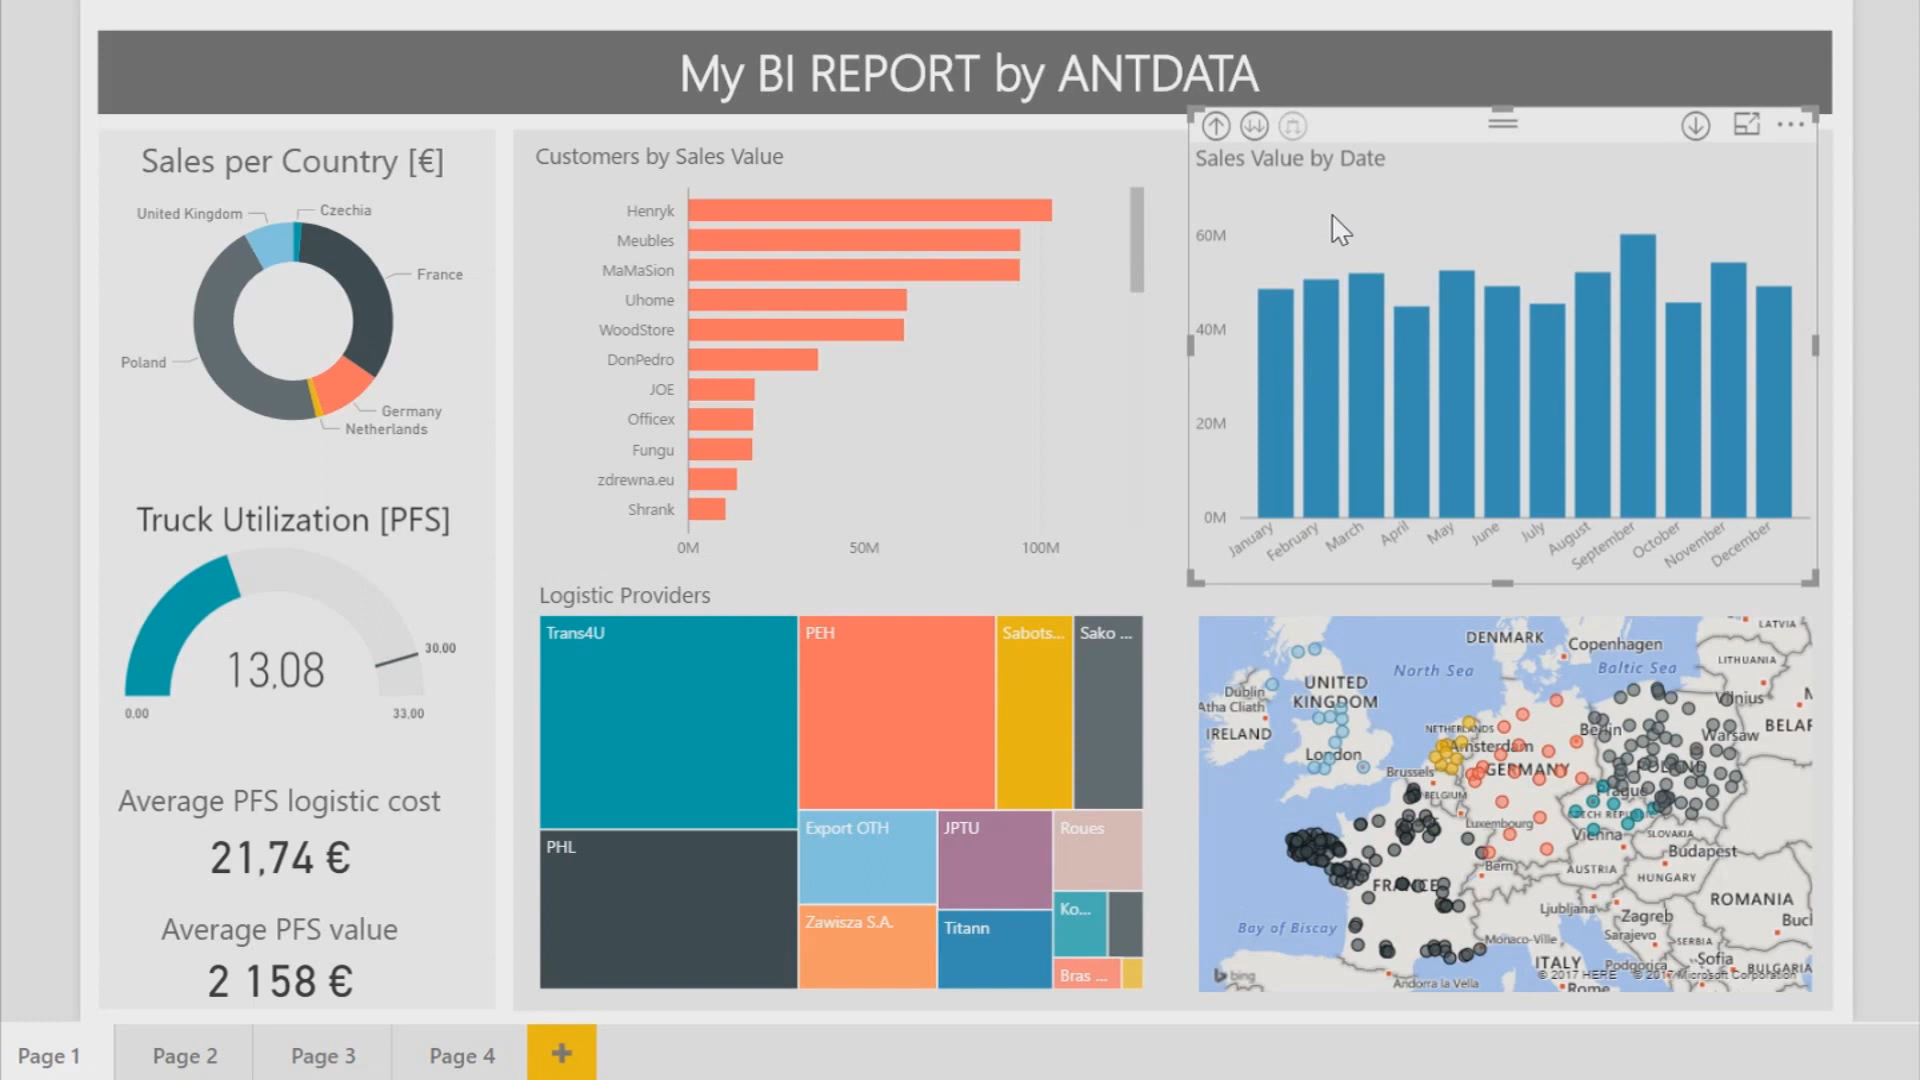 My BI REPORT by ANTDATA
Sales per Country [€]
United Kingdom
Czechia
France
Poland
Germany
Netherlands
Truck Utilization [PFS]
13,08
30,00
0,00
33,00
Average PFS logistic cost
21,74 €
Average PFS value
2 158 €
Customers by Sales Value
Henryk
Meubles
MaMaSion
Uhome
WoodStore
DonPedro
JOE
Officex
Fungu
zdrewna.eu
Shrank
0M
50M
100M
Logistic Providers
Trans4U
PEH
Sabots...
Sako ...
PHL
Export OTH
JPTU
Roues
Zawisza S.A.
Titann
Ko...
Bras ...
Sales Value by Date
60M
40M
20M
0M
January
February
March
April
May
June
July
August
September
October
November
December
DENMARK
Copenhagen
LATVIA
North Sea
Baltic Sea
LITHUANIA
UNITED
KINGDOM
Dublin
Atha Cliath
Vilnius
IRELAND
NETHERLANDS
Berlin
Warsaw
BELAR
London
Amsterdam
Brussels
GERMANY
POLAND
BELGIUM
Prague
Luxembourg
CZECH REPUBLIC
Vienna
SLOVAKIA
Bern
AUSTRIA
Budapest
HUNGARY
FRANCE
ROMANIA
Ljubljana
Zagreb
Buch
Bay of Biscay
Monaco-Ville
Sarajevo
SERBIA
ITALY
Podgorica
Sofia
BULGARIA
bing
Andorra la Vella
Rome
© 2017 HERE © 2017 Microsoft Corporation
Page 1
Page 2
Page 3
Page 4
+